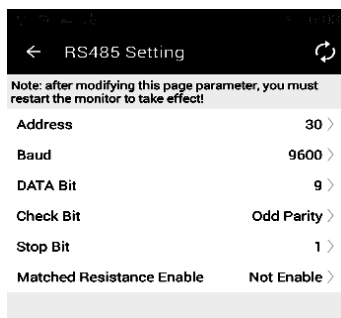 RS485 Setting
Note: after modifying this page parameter, you must
restart the monitor to take effect!
Address 30
Baud 9600
DATA Bit 9
Check Bit Odd Parity
Stop Bit 1
Matched Resistance Enable Not Enable